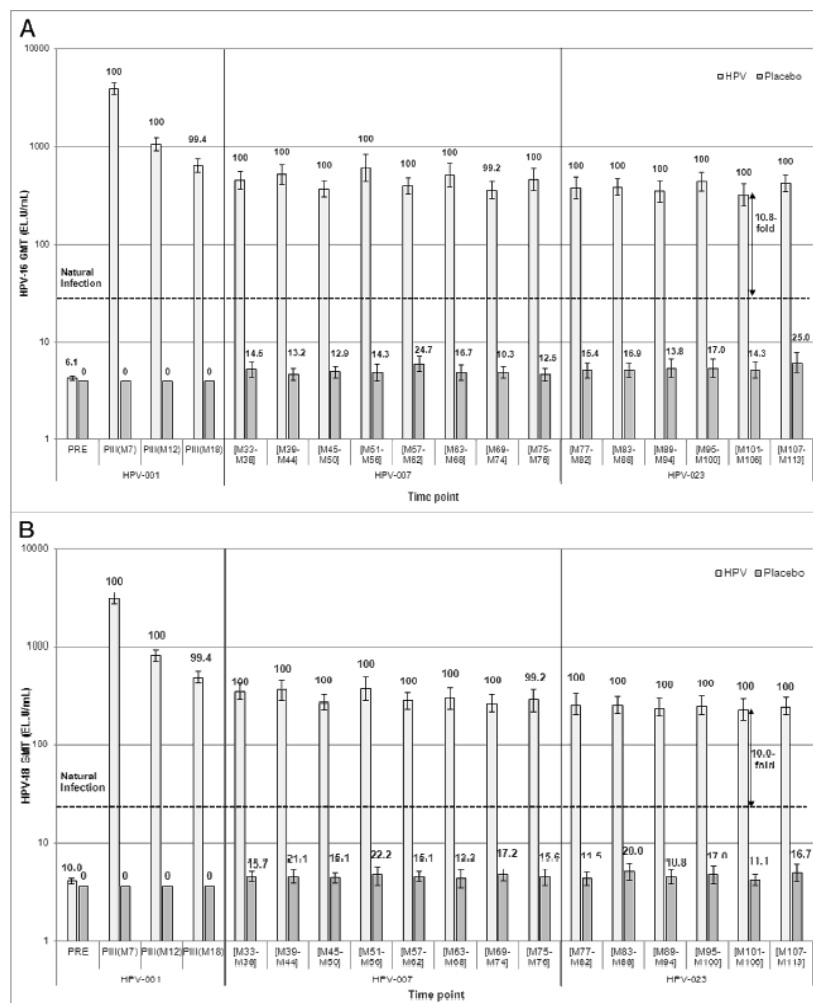 A
10000
HPV Placebo
100
100 100
99.4
1000
100 100 100 100 100 100 99.2 100 100 100 100 100 100 100
HPV-16 GMT (EL.U/mL)
10.8-
fold
100
Natural
Infection
10
6.1 0 0 0 0 14.5 13.2 12.9 14.3 24.7 16.7 10.3 12.5 15.4 16.9 13.8 17.0 14.3 25.0
1
PRE PIII(M7) PIII(M12) PIII(M18) [M33- [M39- [M45- [M51- [M57- [M63- [M69- [M75- [M77- [M83- [M89- [M95- [M101- [M107-
M38] M44] M50] M56] M62] M68] M74] M76] M82] M88] M94] M100] M106] M113]
HPV-001 HPV-007 HPV-023
Time point
B
10000
HPV Placebo
100
100 99.4
1000
100 100 100 100 100 100 100 99.2 100 100 100 100 100 100
HPV-18 GMT (EL.U/mL)
10.0-
fold
100
Natural
Infection
10
10.0 0 0 0 0 15.7 21.1 15.1 22.2 15.1 17.2 15.6 11.5 20.0 10.8 17.0 11.1 16.7
1
PRE PIII(M7) PIII(M12) PIII(M18) [M33- [M39- [M45- [M51- [M57- [M63- [M69- [M75- [M77- [M83- [M89- [M95- [M101- [M107-
M38] M44] M50] M56] M62] M68] M74] M76] M82] M88] M94] M100] M106] M113]
HPV-001 HPV-007 HPV-023
Time point